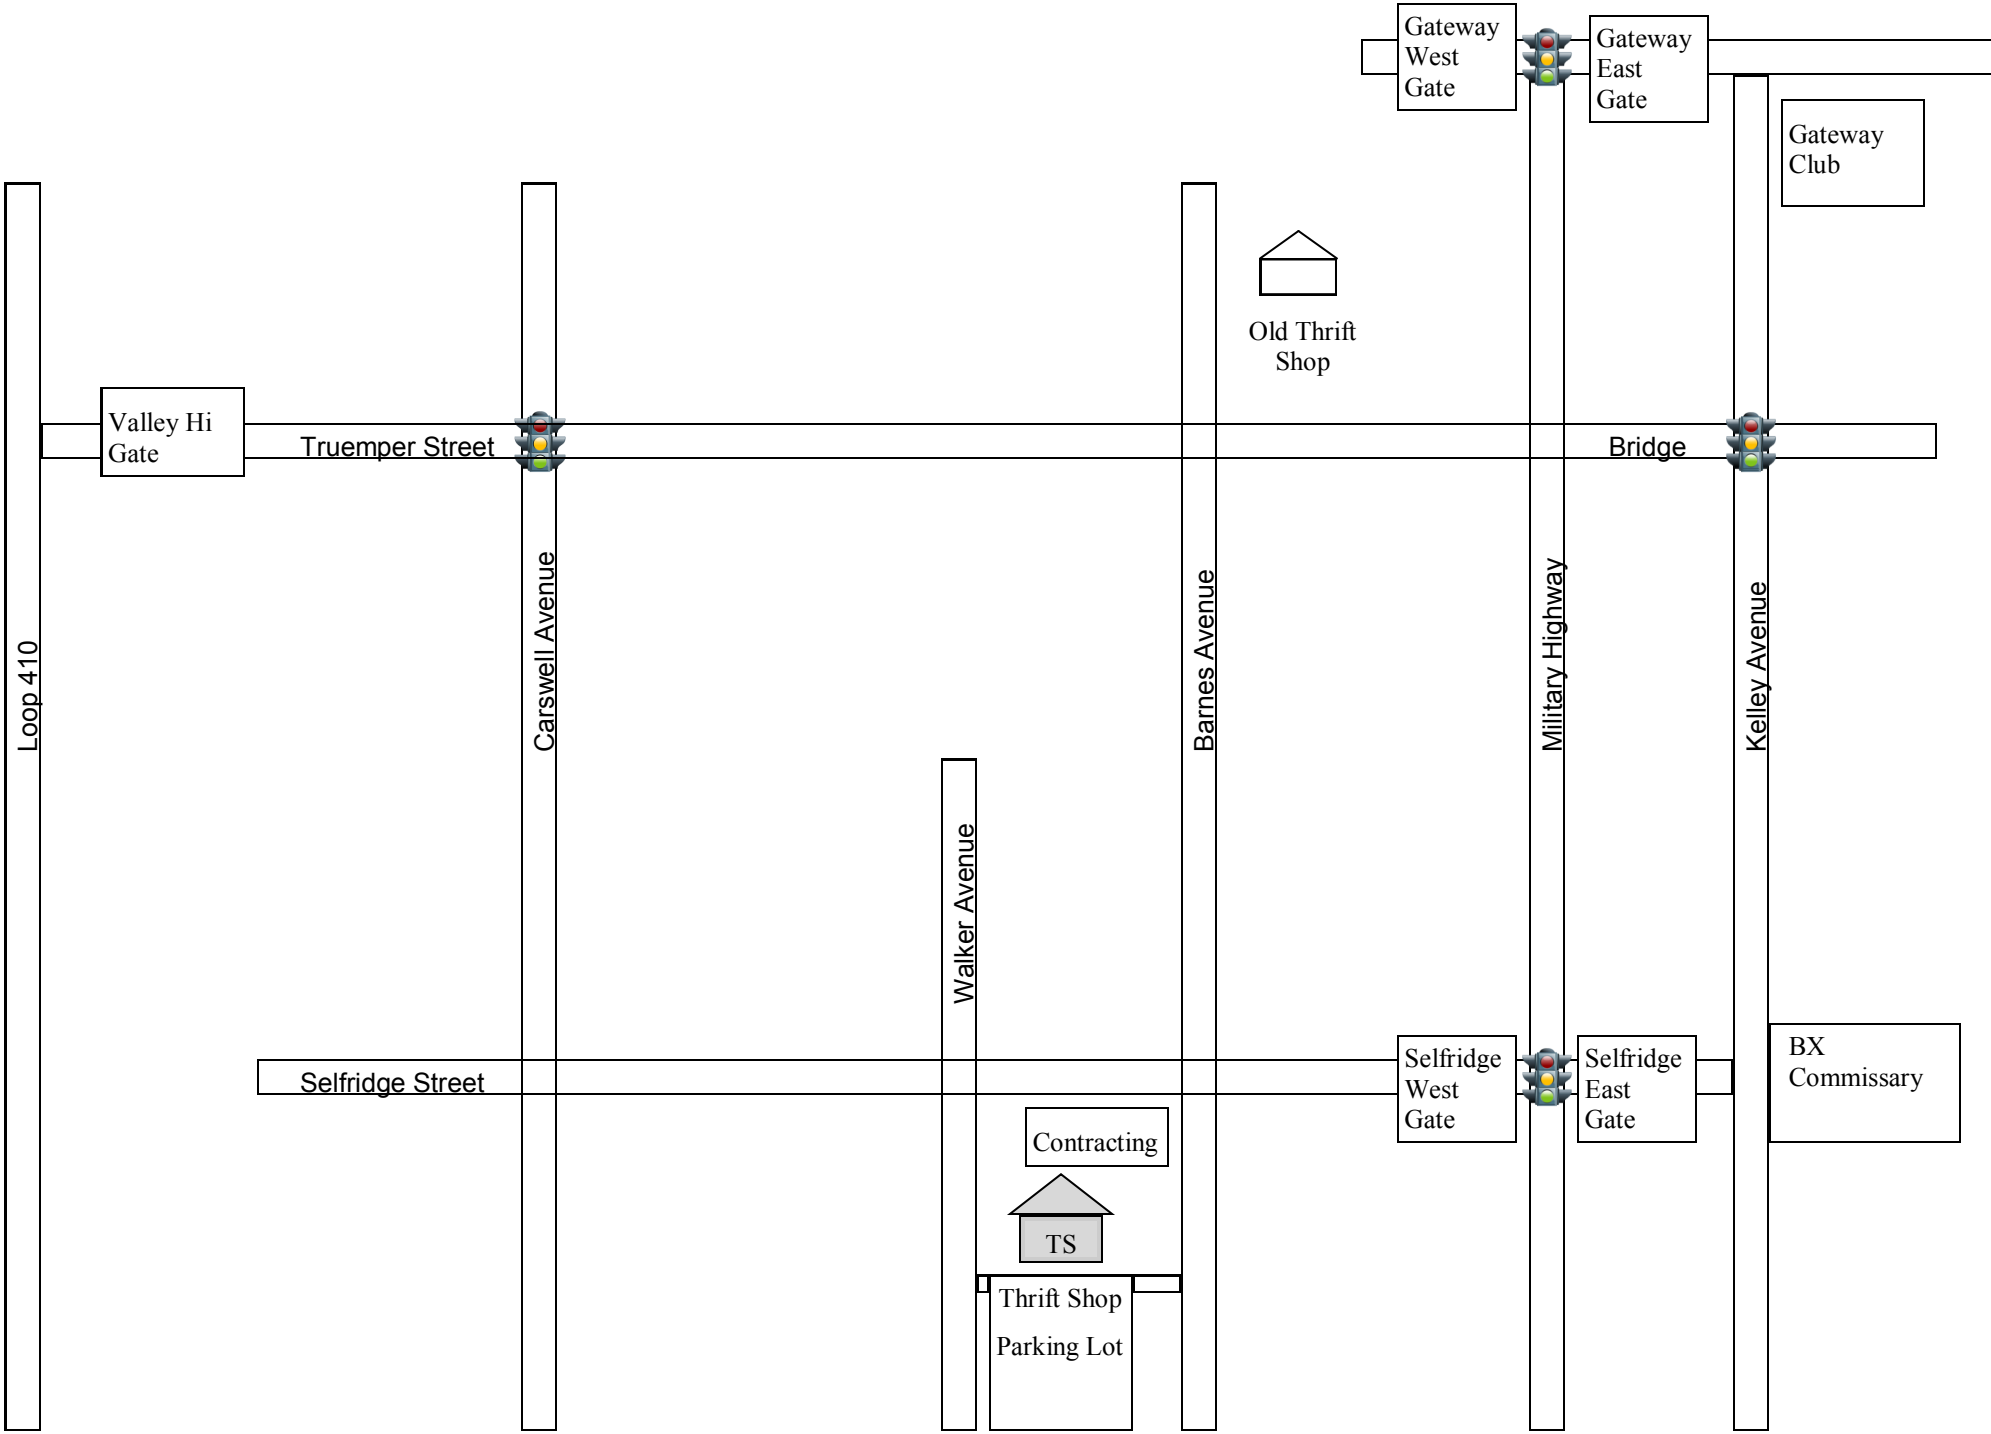 Gateway
West
Gate
Gateway
East
Gate
Gateway
Club
Old Thrift
Shop
Valley Hi
Gate
Truemper Street
Bridge
Loop 410
Carswell Avenue
Barnes Avenue
Military Highway
Kelley Avenue
Walker Avenue
Selfridge Street
Selfridge
West
Gate
Selfridge
East
Gate
BX
Commissary
Contracting
TS
Thrift Shop
Parking Lot